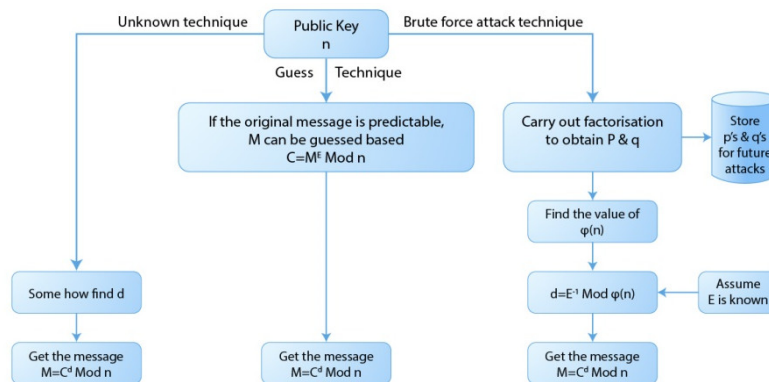 Unknown technique
Public Key
n
Brute force attack technique
Guess Technique
If the original message is predictable,
M can be guessed based
C=Mᴱ Mod n
Carry out factorisation
to obtain P & q
Store
p's & q's
for future
attacks
Find the value of
φ(n)
Some how find d
d=E⁻¹ Mod φ(n)
Assume
E is known
Get the message
M=Cᵈ Mod n
Get the message
M=Cᵈ Mod n
Get the message
M=Cᵈ Mod n